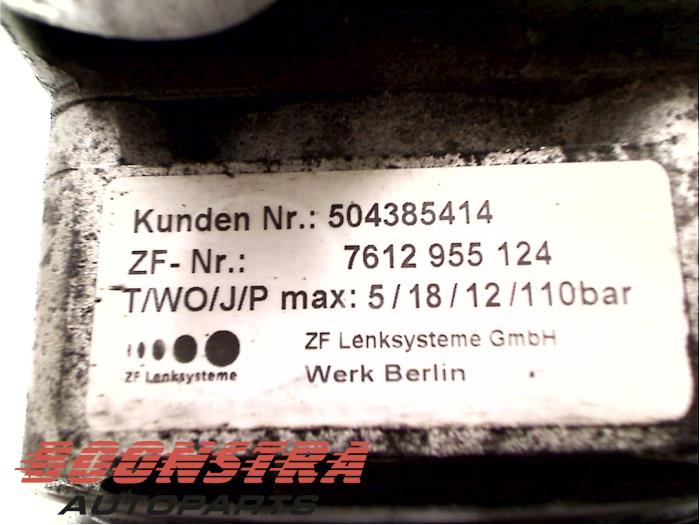 Kunden Nr.: 504385414
ZF- Nr.: 7612 955 124
T/WO/J/P max: 5/18/12/110bar
ZF Lenksysteme GmbH
ZF Lenksysteme
Werk Berlin
BOONSTRA
AUTOPARTS